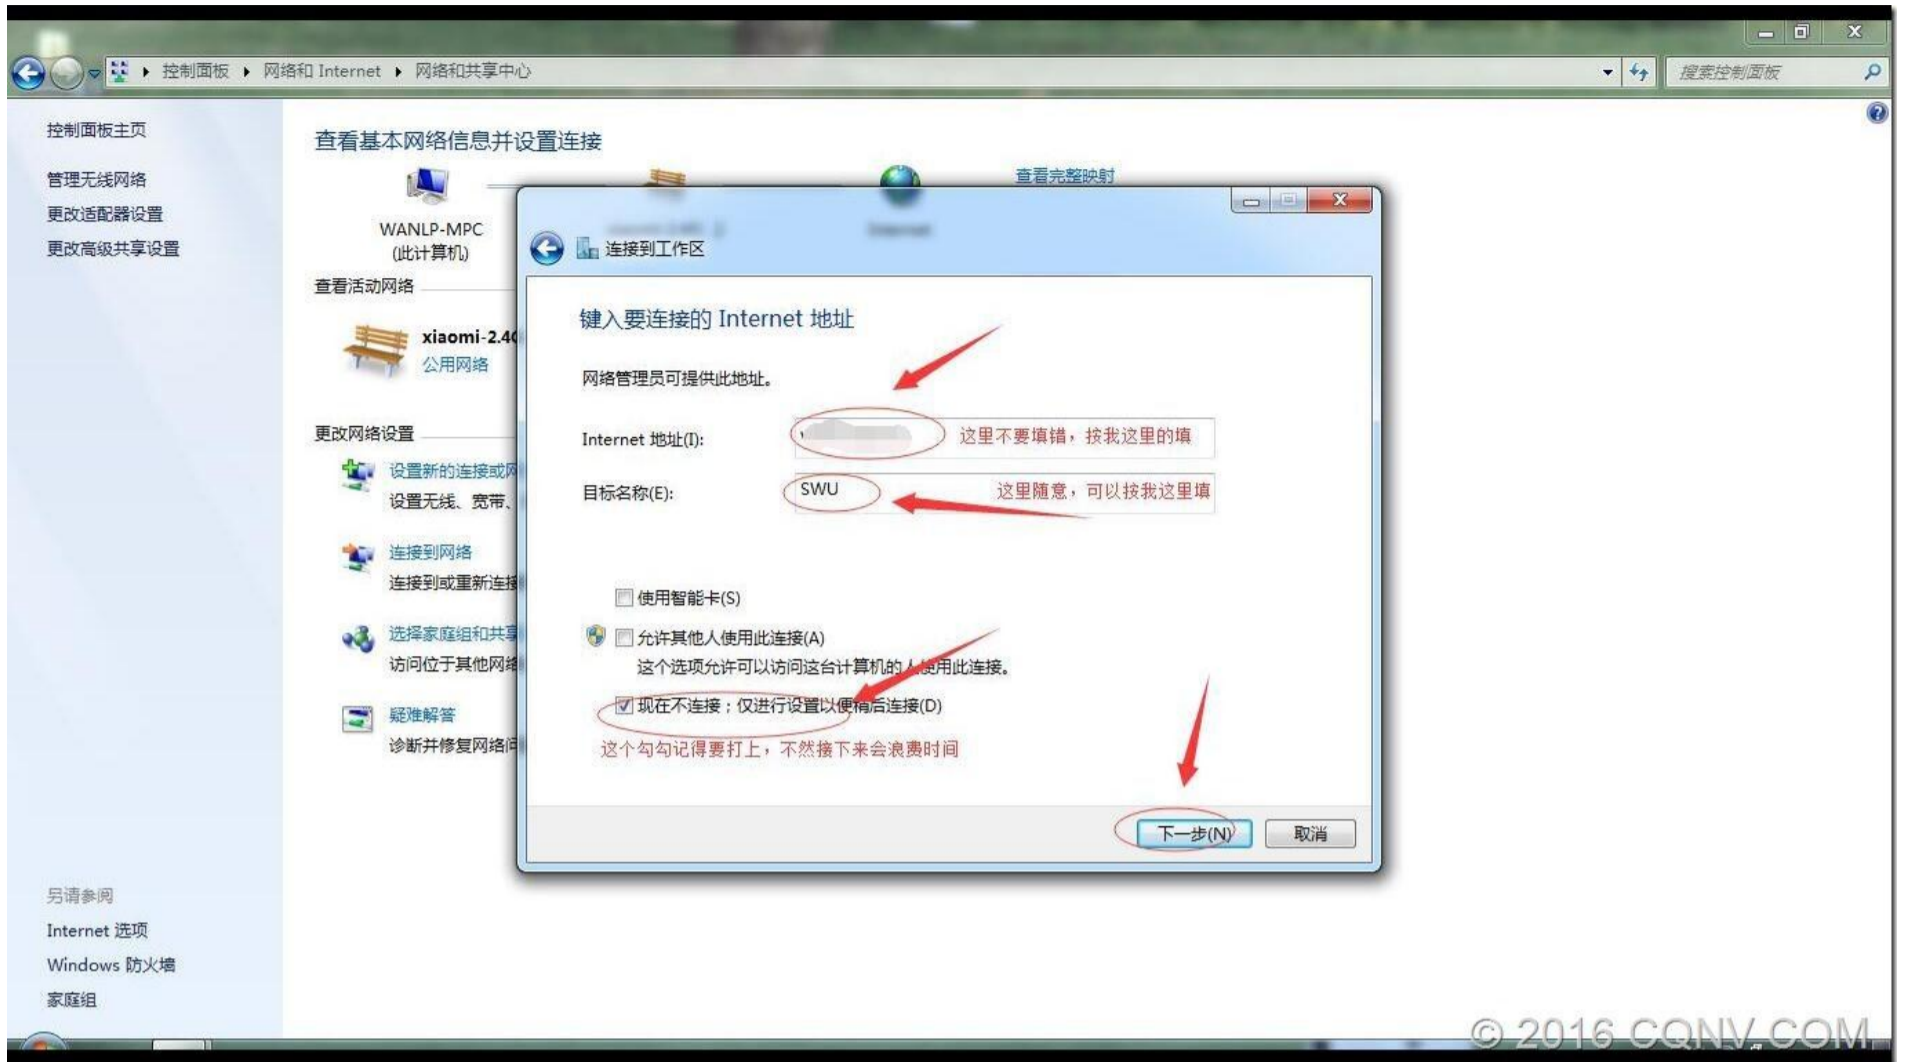 控制面板 ▸ 网络和 Internet ▸ 网络和共享中心
搜索控制面板
控制面板主页
管理无线网络
更改适配器设置
更改高级共享设置
查看基本网络信息并设置连接
查看完整映射
WANLP-MPC
(此计算机)
查看活动网络
xiaomi-2.4G
公用网络
更改网络设置
设置新的连接或网
设置无线、宽带、
连接到网络
连接到或重新连接
选择家庭组和共享
访问位于其他网络
疑难解答
诊断并修复网络问
连接到工作区
键入要连接的 Internet 地址
网络管理员可提供此地址。
Internet 地址(I):
这里不要填错，按我这里的填
目标名称(E):
SWU
这里随意，可以按我这里填
使用智能卡(S)
允许其他人使用此连接(A)
这个选项允许可以访问这台计算机的人使用此连接。
现在不连接；仅进行设置以便稍后连接(D)
这个勾勾记得要打上，不然接下来会浪费时间
下一步(N)
取消
另请参阅
Internet 选项
Windows 防火墙
家庭组
© 2016 CQNV.COM